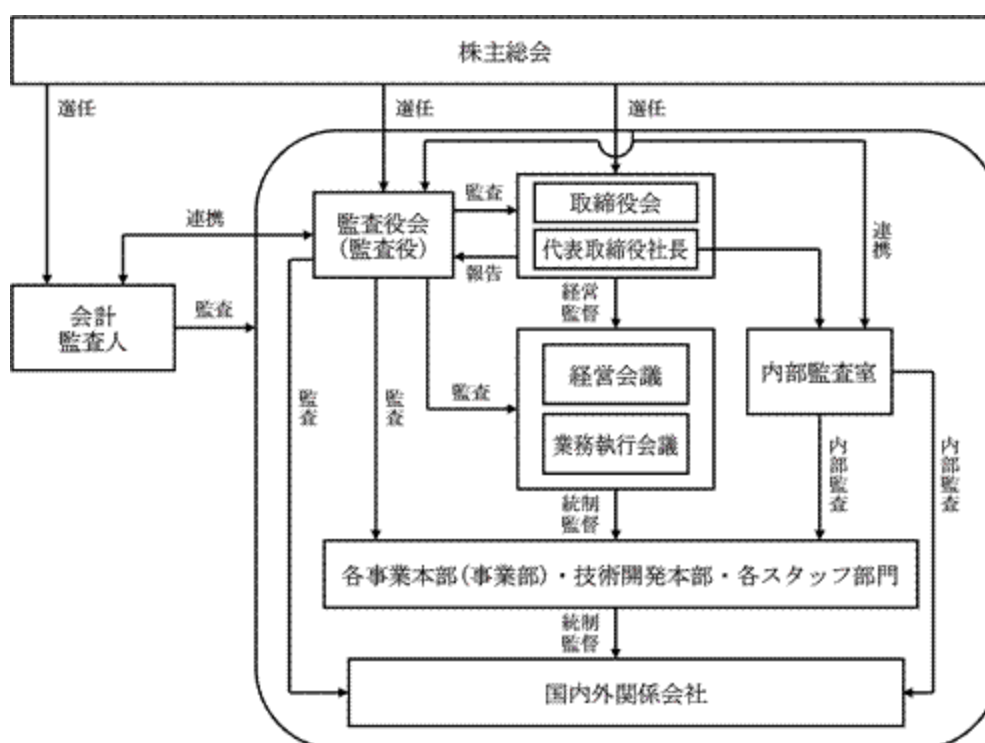 株主総会
選任
選任
選任
監査
取締役会
連携
監査役会
(監査役)
代表取締役社長
連携
報告
会計
監査人
監査
経営
監督
経営会議
内部監査室
監査
監査
監査
業務執行会議
内部監査
内部監査
統制
監督
各事業本部(事業部)・技術開発本部・各スタッフ部門
統制
監督
国内外関係会社